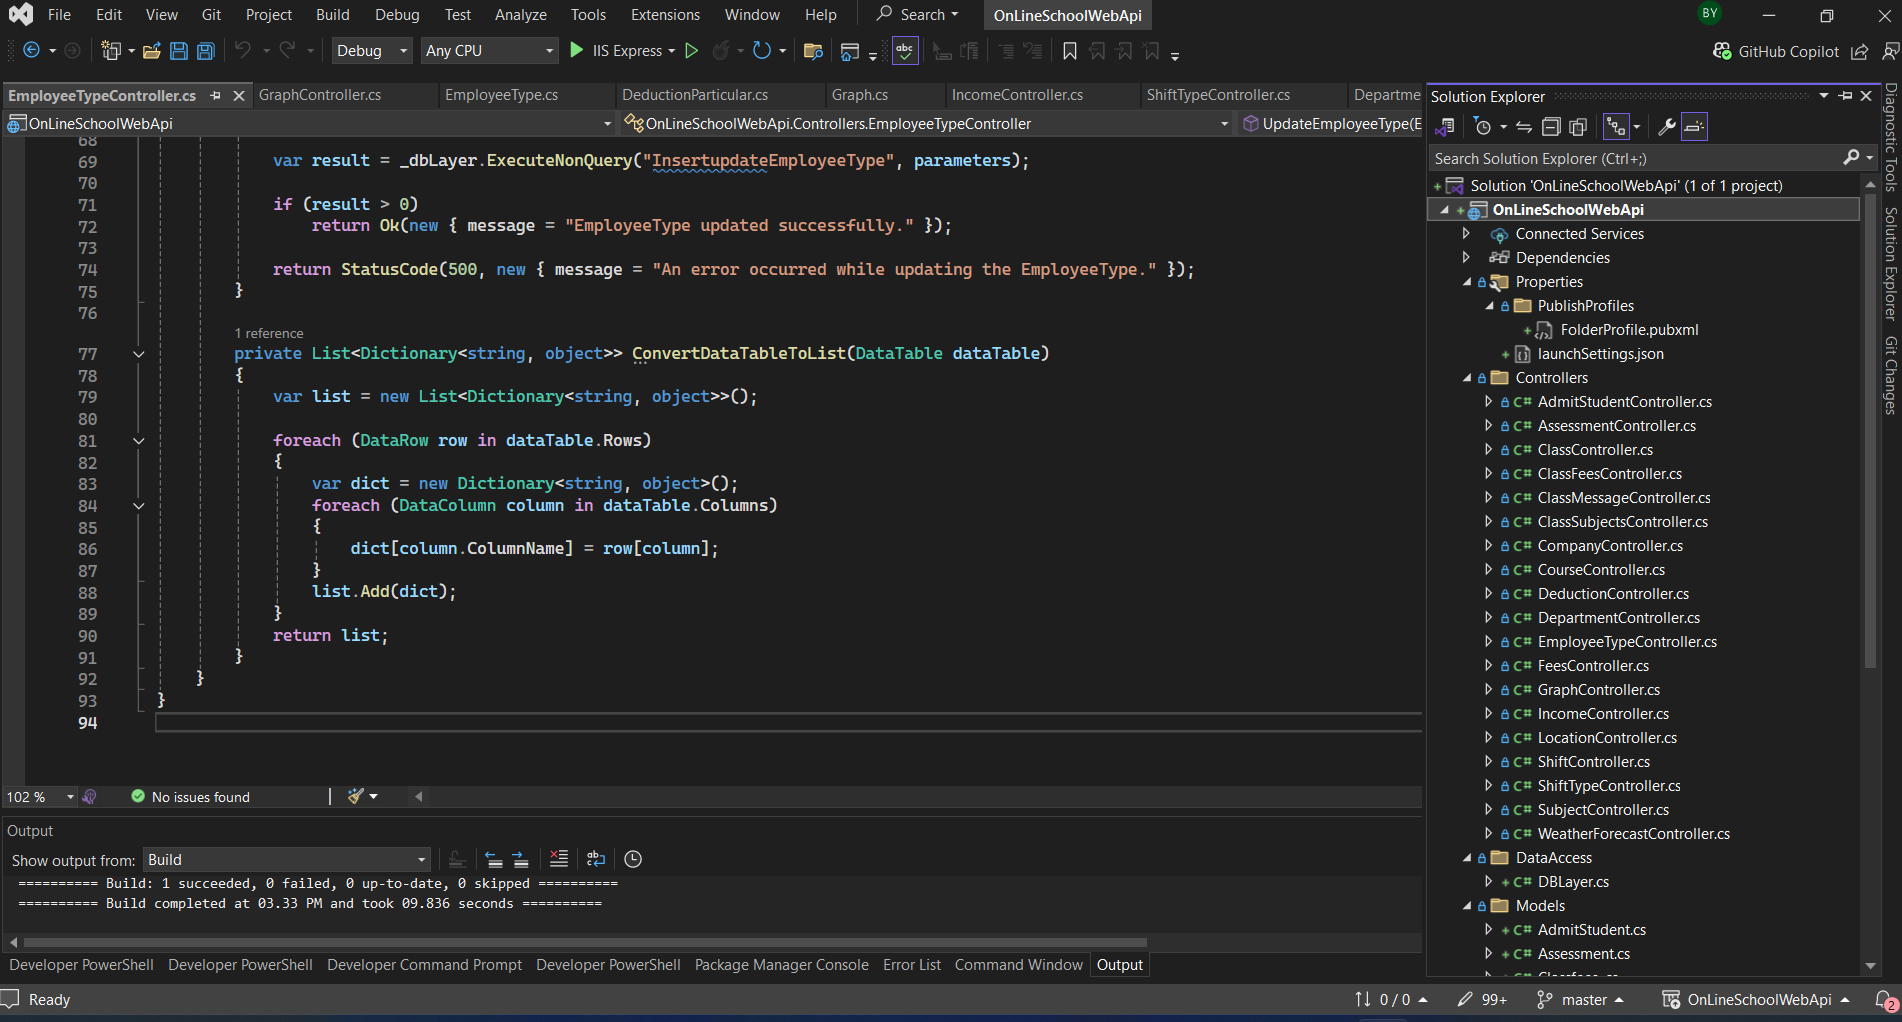 File Edit View Git Project Build Debug Test Analyze Tools Extensions Window Help Search OnLineSchoolWebApi BY
Debug Any CPU IIS Express abc GitHub Copilot
EmployeeTypeController.cs GraphController.cs EmployeeType.cs DeductionParticular.cs Graph.cs IncomeController.cs ShiftTypeController.cs Departme
OnLineSchoolWebApi OnLineSchoolWebApi.Controllers.EmployeeTypeController UpdateEmployeeType(E
68
69 var result = _dbLayer.ExecuteNonQuery("InsertupdateEmployeeType", parameters);
70
71 if (result > 0)
72 return Ok(new { message = "EmployeeType updated successfully." });
73
74 return StatusCode(500, new { message = "An error occurred while updating the EmployeeType." });
75 }
76
1 reference
77 private List<Dictionary<string, object>> ConvertDataTableToList(DataTable dataTable)
78 {
79 var list = new List<Dictionary<string, object>>();
80
81 foreach (DataRow row in dataTable.Rows)
82 {
83 var dict = new Dictionary<string, object>();
84 foreach (DataColumn column in dataTable.Columns)
85 {
86 dict[column.ColumnName] = row[column];
87 }
88 list.Add(dict);
89 }
90 return list;
91 }
92 }
93 }
94
102 % No issues found
Output
Show output from: Build
========== Build: 1 succeeded, 0 failed, 0 up-to-date, 0 skipped ==========
========== Build completed at 03.33 PM and took 09.836 seconds ==========
Developer PowerShell Developer PowerShell Developer Command Prompt Developer PowerShell Package Manager Console Error List Command Window Output
Solution Explorer
Search Solution Explorer (Ctrl+;)
Solution 'OnLineSchoolWebApi' (1 of 1 project)
OnLineSchoolWebApi
Connected Services
Dependencies
Properties
PublishProfiles
FolderProfile.pubxml
launchSettings.json
Controllers
C# AdmitStudentController.cs
C# AssessmentController.cs
C# ClassController.cs
C# ClassFeesController.cs
C# ClassMessageController.cs
C# ClassSubjectsController.cs
C# CompanyController.cs
C# CourseController.cs
C# DeductionController.cs
C# DepartmentController.cs
C# EmployeeTypeController.cs
C# FeesController.cs
C# GraphController.cs
C# IncomeController.cs
C# LocationController.cs
C# ShiftController.cs
C# ShiftTypeController.cs
C# SubjectController.cs
C# WeatherForecastController.cs
DataAccess
C# DBLayer.cs
Models
C# AdmitStudent.cs
C# Assessment.cs
Diagnostic Tools
Solution Explorer
Git Changes
Ready 0 / 0 99+ master OnLineSchoolWebApi 2